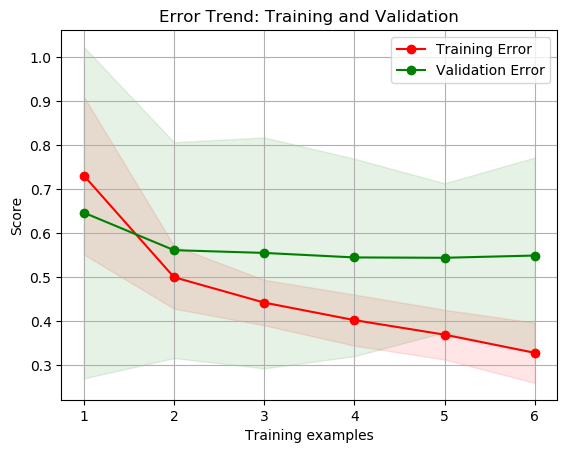 Error Trend: Training and Validation
Training Error
Validation Error
Score
1.0
0.9
0.8
0.7
0.6
0.5
0.4
0.3
1 2 3 4 5 6
Training examples